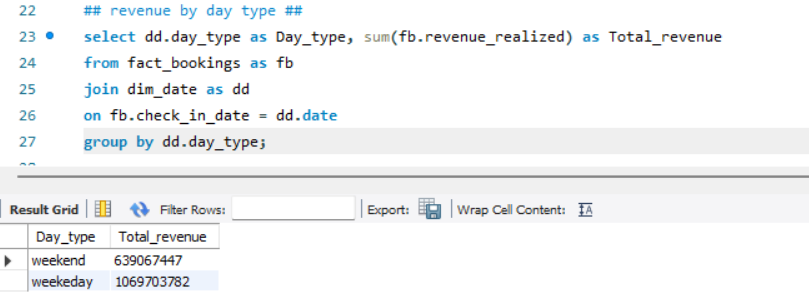 22 ## revenue by day type ##
23 select dd.day_type as Day_type, sum(fb.revenue_realized) as Total_revenue
24 from fact_bookings as fb
25 join dim_date as dd
26 on fb.check_in_date = dd.date
27 group by dd.day_type;
Result Grid Filter Rows: Export: Wrap Cell Content: IA
Day_type Total_revenue
weekend 639067447
weekeday 1069703782